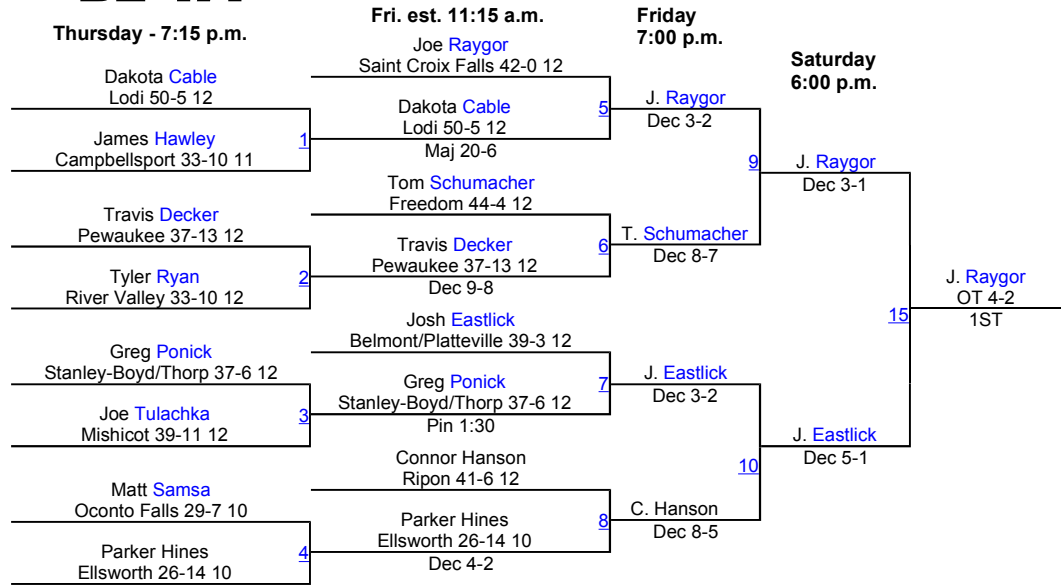 Thursday - 7:15 p.m.
Dakota Cable
Lodi 50-5 12
James Hawley
Campbellsport 33-10 11
1
Travis Decker
Pewaukee 37-13 12
Tyler Ryan
River Valley 33-10 12
2
Greg Ponick
Stanley-Boyd/Thorp 37-6 12
Joe Tulachka
Mishicot 39-11 12
3
Matt Samsa
Oconto Falls 29-7 10
Parker Hines
Ellsworth 26-14 10
4
Fri. est. 11:15 a.m.
Joe Raygor
Saint Croix Falls 42-0 12
Dakota Cable
Lodi 50-5 12
Maj 20-6
5
Tom Schumacher
Freedom 44-4 12
Travis Decker
Pewaukee 37-13 12
Dec 9-8
6
Josh Eastlick
Belmont/Platteville 39-3 12
Greg Ponick
Stanley-Boyd/Thorp 37-6 12
Pin 1:30
7
Connor Hanson
Ripon 41-6 12
Parker Hines
Ellsworth 26-14 10
Dec 4-2
8
Friday
7:00 p.m.
J. Raygor
Dec 3-2
9
T. Schumacher
Dec 8-7
J. Eastlick
Dec 3-2
10
C. Hanson
Dec 8-5
Saturday
6:00 p.m.
J. Raygor
Dec 3-1
15
J. Eastlick
Dec 5-1
J. Raygor
OT 4-2
1ST